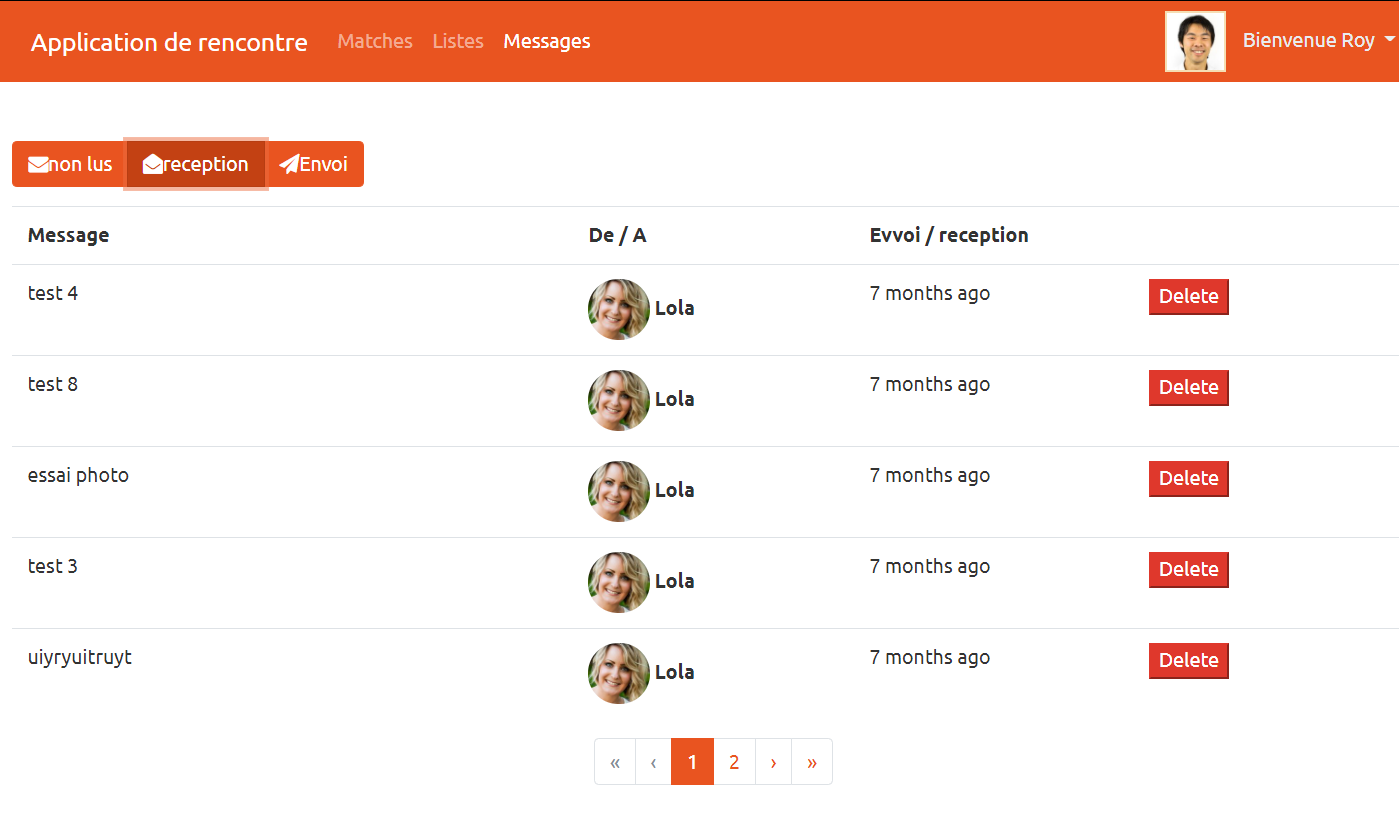 Application de rencontre Matches Listes Messages Bienvenue Roy
non lus reception Envoi
Message De / A Evvoi / reception
test 4 Lola 7 months ago Delete
test 8 Lola 7 months ago Delete
essai photo Lola 7 months ago Delete
test 3 Lola 7 months ago Delete
uiyryuitruyt Lola 7 months ago Delete
« ‹ 1 2 › »